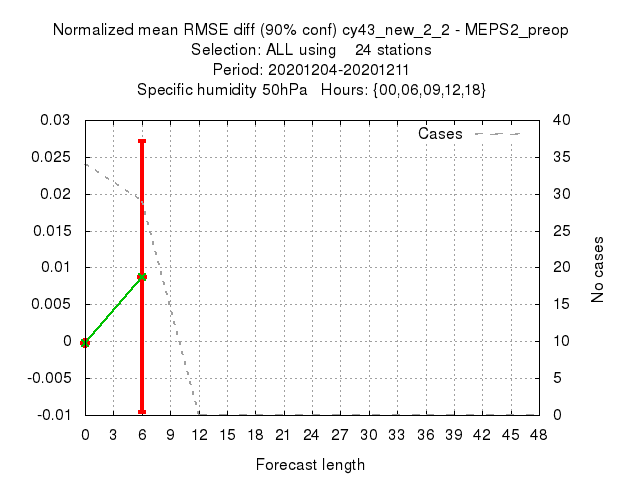 Normalized mean RMSE diff (90% conf) cy43_new_2_2 - MEPS2_preop
Selection: ALL using 24 stations
Period: 20201204-20201211
Specific humidity 50hPa Hours: {00,06,09,12,18}
Cases
0.03
0.025
0.02
0.015
0.01
0.005
0
-0.005
-0.01
40
35
30
25
20
15
10
5
0
No cases
0 3 6 9 12 15 18 21 24 27 30 33 36 39 42 45 48
Forecast length